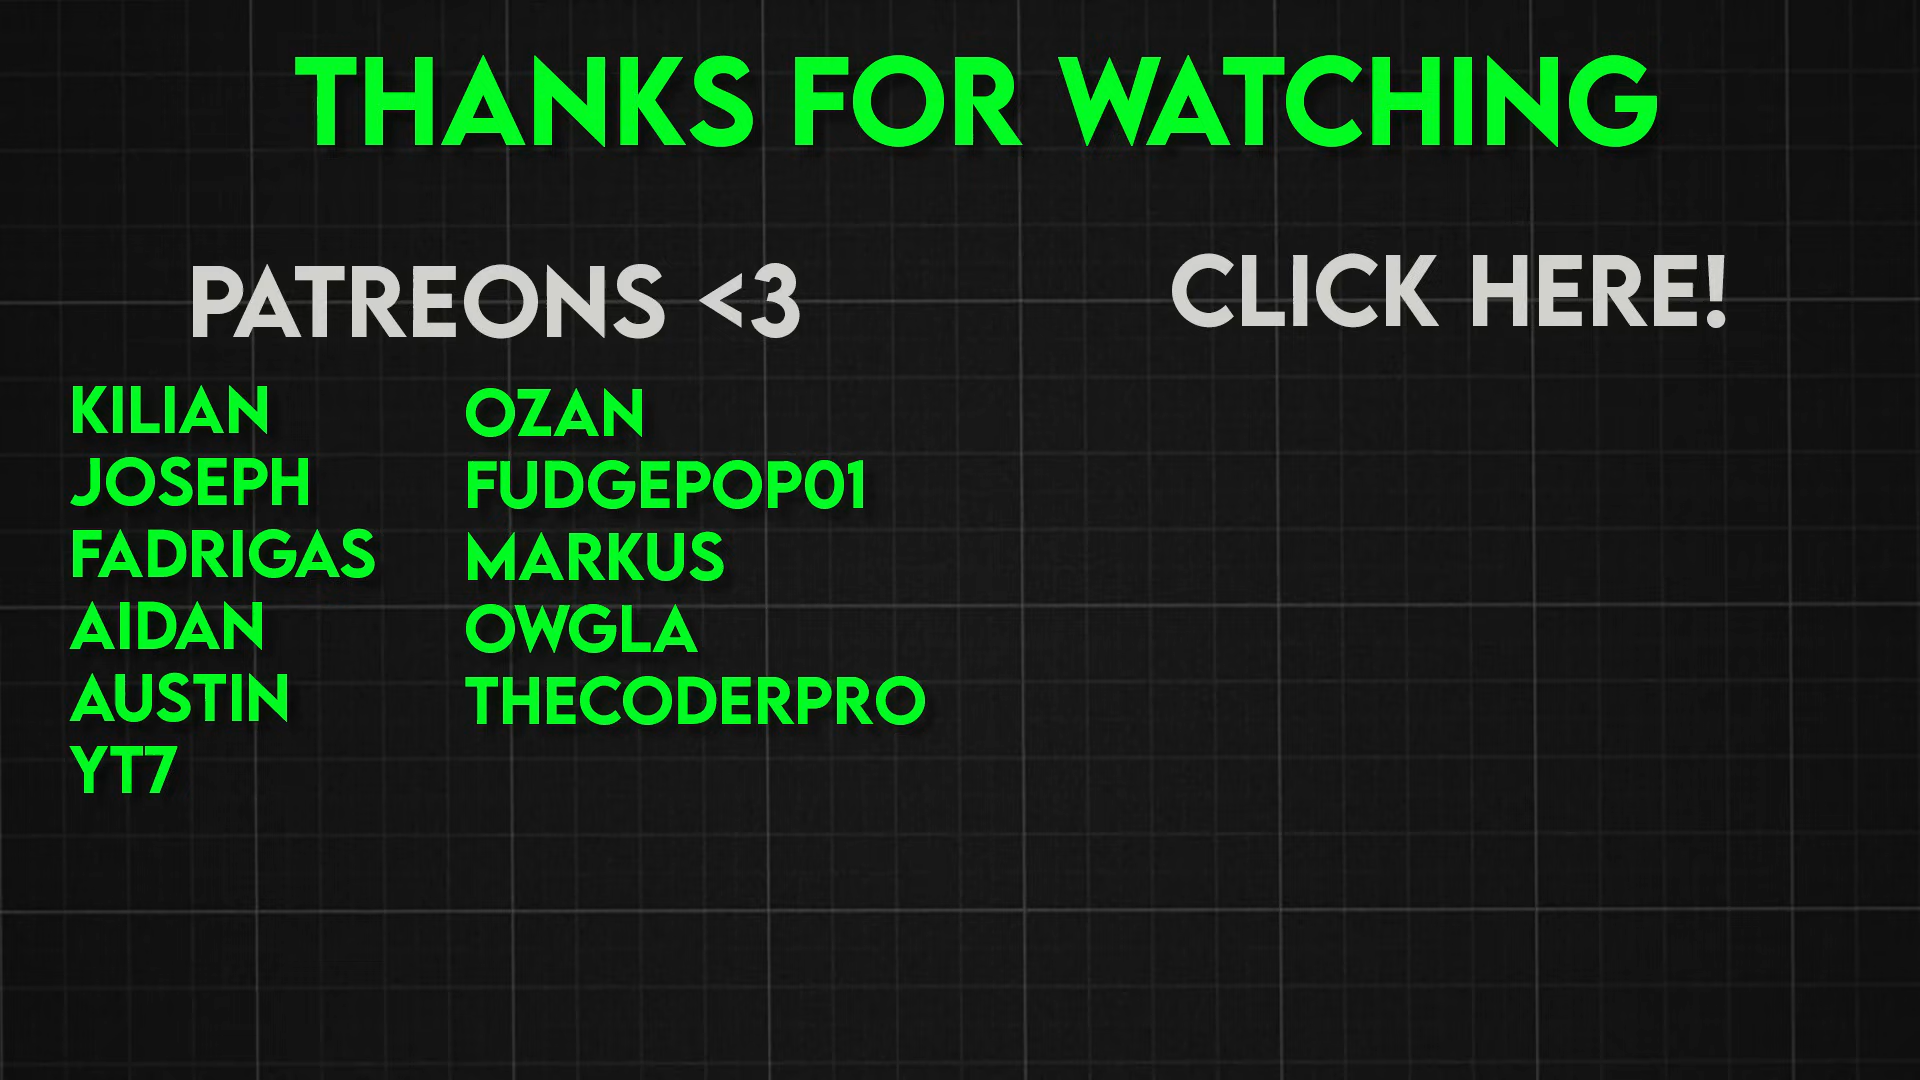 THANKS FOR WATCHING
PATREONS <3
KILIAN
JOSEPH
FADRIGAS
AIDAN
AUSTIN
YT7
OZAN
FUDGEPOP01
MARKUS
OWGLA
THECODERPRO
CLICK HERE!